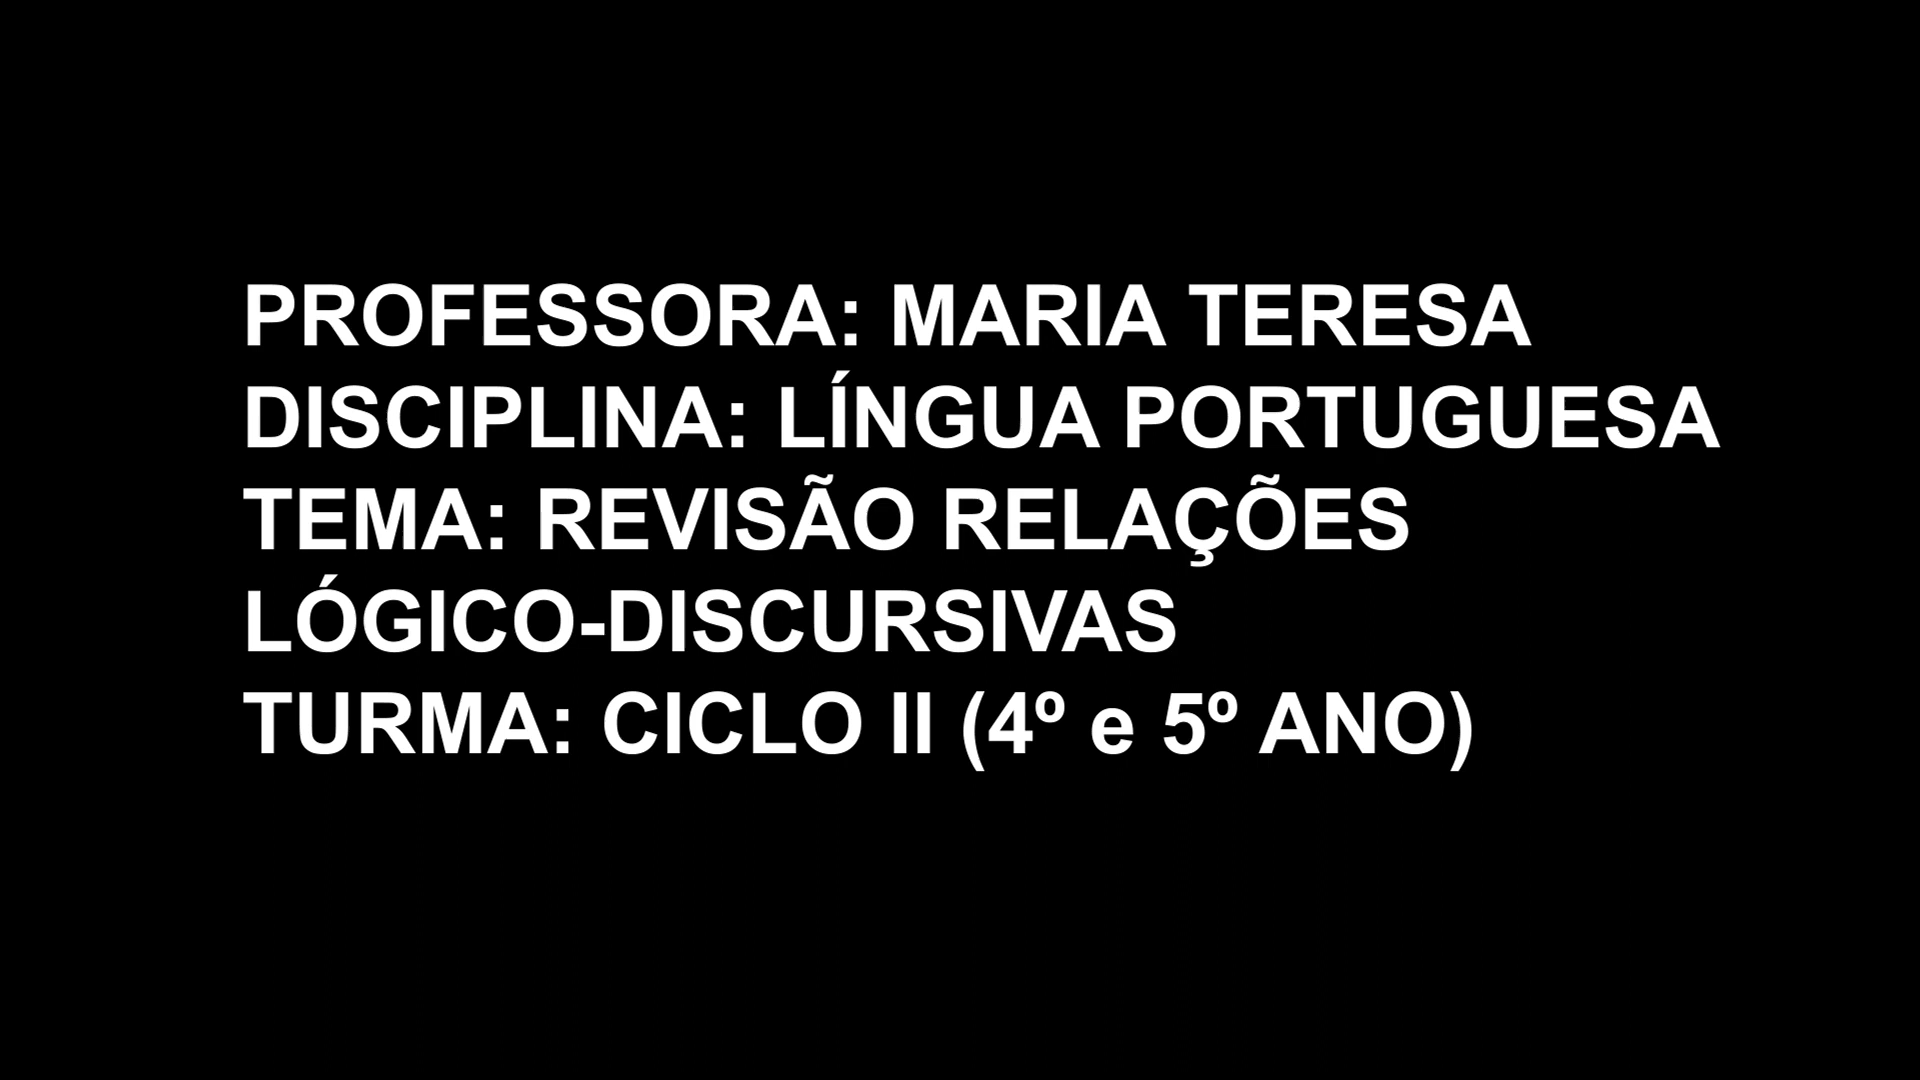 PROFESSORA: MARIA TERESA
DISCIPLINA: LÍNGUA PORTUGUESA
TEMA: REVISÃO RELAÇÕES
LÓGICO-DISCURSIVAS
TURMA: CICLO II (4º e 5º ANO)